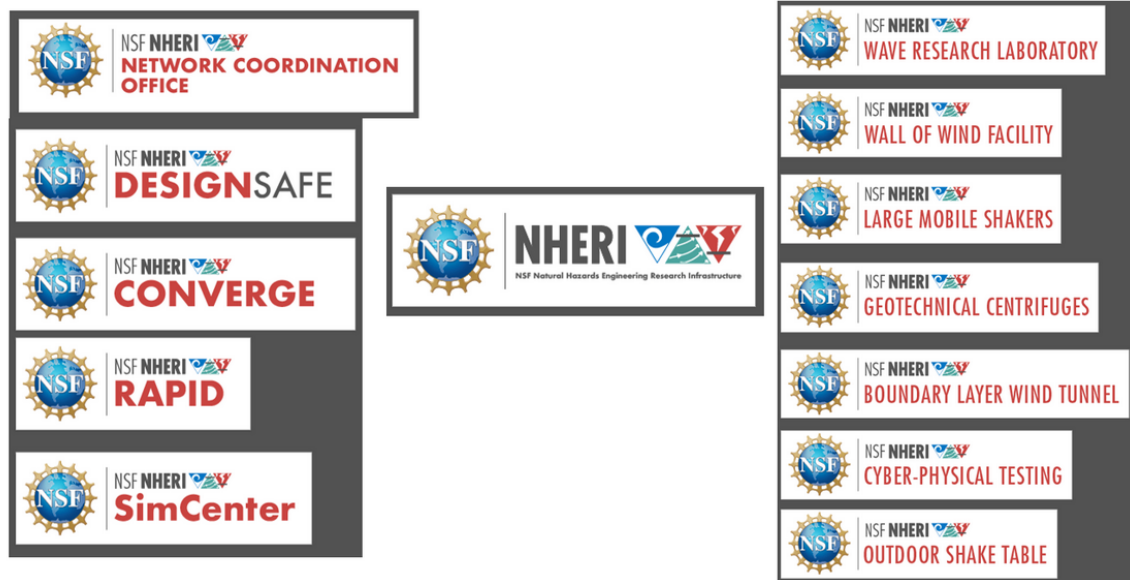 NSF
NSF NHERI
NETWORK COORDINATION
OFFICE
NSF
NSF NHERI
DESIGNSAFE
NSF
NSF NHERI
CONVERGE
NSF
NSF NHERI
RAPID
NSF
NSF NHERI
SimCenter
NSF
NHERI
NSF Natural Hazards Engineering Research Infrastructure
NSF
NSF NHERI
WAVE RESEARCH LABORATORY
NSF
NSF NHERI
WALL OF WIND FACILITY
NSF
NSF NHERI
LARGE MOBILE SHAKERS
NSF
NSF NHERI
GEOTECHNICAL CENTRIFUGES
NSF
NSF NHERI
BOUNDARY LAYER WIND TUNNEL
NSF
NSF NHERI
CYBER-PHYSICAL TESTING
NSF
NSF NHERI
OUTDOOR SHAKE TABLE